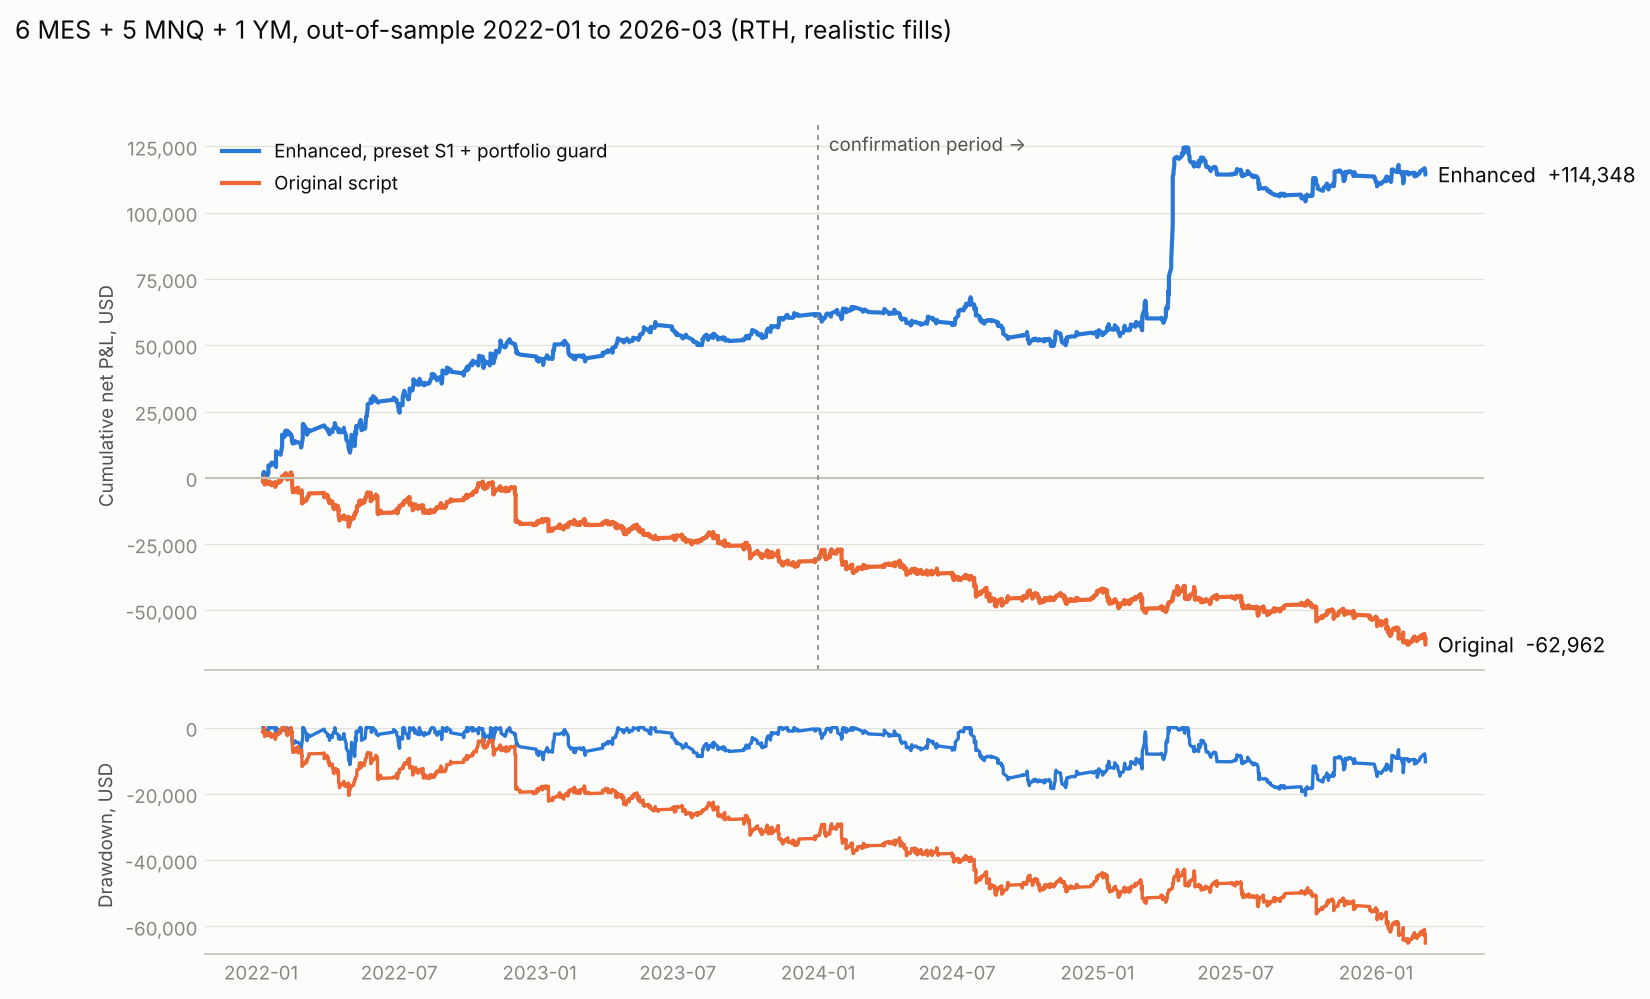 6 MES + 5 MNQ + 1 YM, out-of-sample 2022-01 to 2026-03 (RTH, realistic fills)
Enhanced, preset S1 + portfolio guard
Original script
confirmation period →
Cumulative net P&L, USD
125,000
100,000
75,000
50,000
25,000
0
-25,000
-50,000
Enhanced +114,348
Original -62,962
Drawdown, USD
0
-20,000
-40,000
-60,000
2022-01 2022-07 2023-01 2023-07 2024-01 2024-07 2025-01 2025-07 2026-01